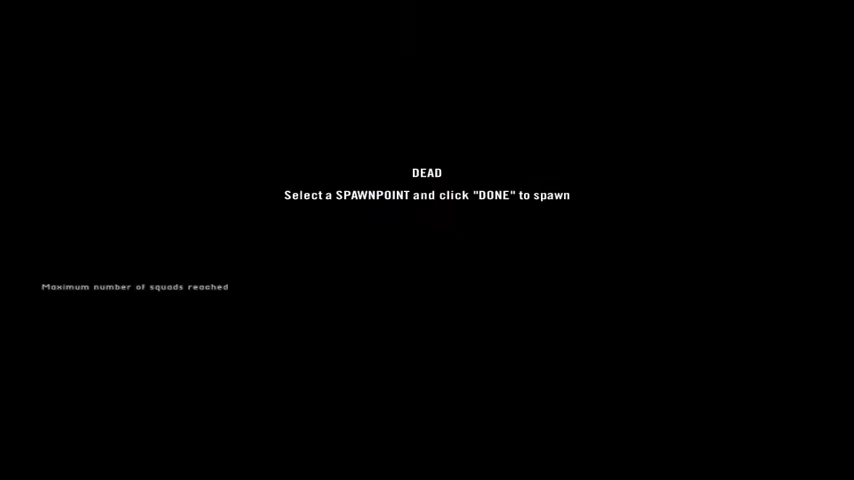 DEAD
Select a SPAWNPOINT and click "DONE" to spawn
Maximum number of squads reached